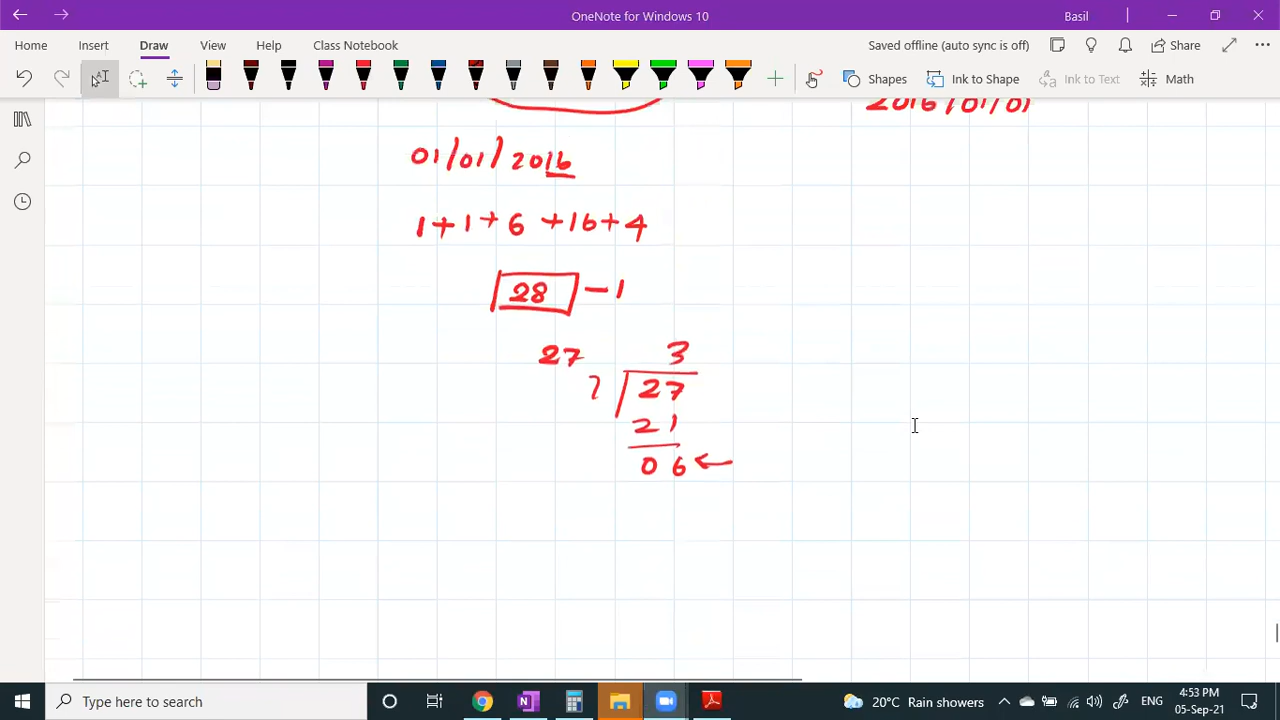 OneNote for Windows 10
Basil
Home Insert Draw View Help Class Notebook
Saved offline (auto sync is off)
Share
Shapes
Ink to Shape
Ink to Text
Math
2016/01/01
01/01/2016
1+1+6+16+4
28 -1
27
3
7 27
21
06 ←
Type here to search
20°C Rain showers
ENG
4:53 PM
05-Sep-21